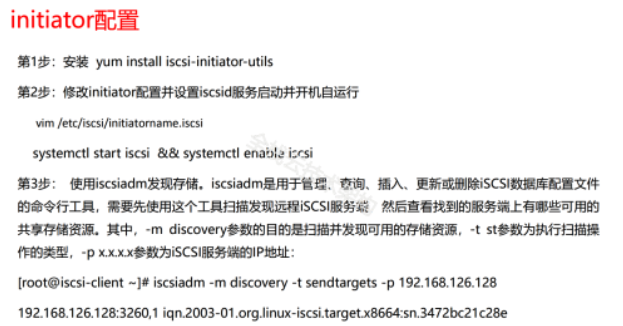 initiator配置
第1步：安装 yum install iscsi-initiator-utils
第2步：修改initiator配置并设置iscsid服务启动并开机自运行
vim /etc/iscsi/initiatorname.iscsi
systemctl start iscsi && systemctl enable iscsi
第3步： 使用iscsiadm发现存储。iscsiadm是用于管理、查询、插入、更新或删除iSCSI数据库配置文件
的命令行工具，需要先使用这个工具扫描发现远程iSCSI服务端，然后查看找到的服务端上有哪些可用的
共享存储资源。其中，-m discovery参数的目的是扫描并发现可用的存储资源，-t st参数为执行扫描操
作的类型，-p x.x.x.x参数为iSCSI服务端的IP地址：
[root@iscsi-client ~]# iscsiadm -m discovery -t sendtargets -p 192.168.126.128
192.168.126.128:3260,1 iqn.2003-01.org.linux-iscsi.target.x8664:sn.3472bc21c28e